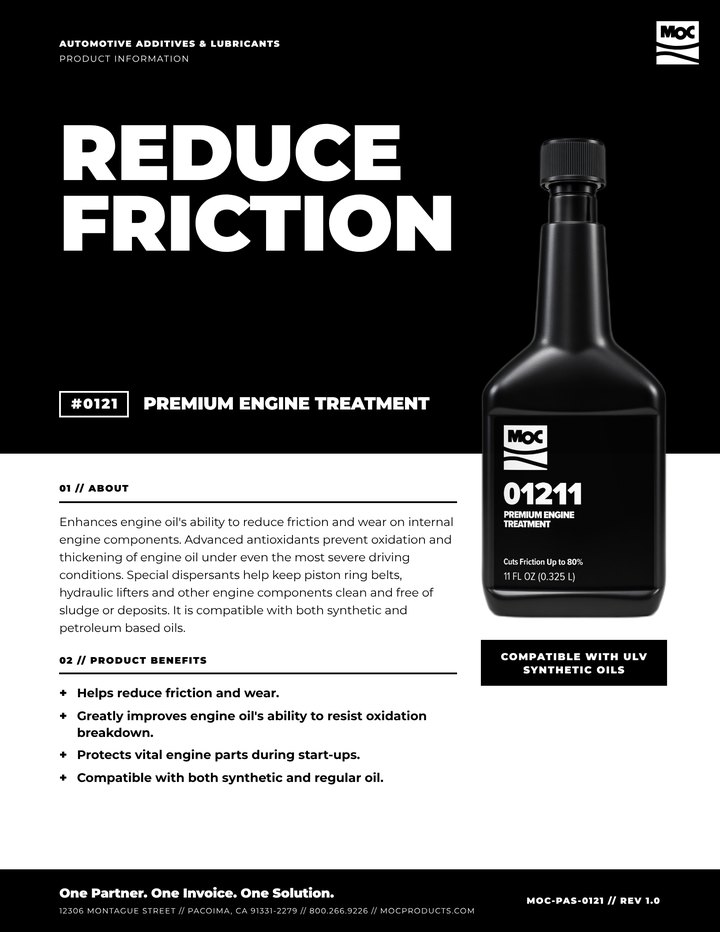 AUTOMOTIVE ADDITIVES & LUBRICANTS
PRODUCT INFORMATION
MOC
REDUCE
FRICTION
#0121
PREMIUM ENGINE TREATMENT
01 // ABOUT
Enhances engine oil's ability to reduce friction and wear on internal
engine components. Advanced antioxidants prevent oxidation and
thickening of engine oil under even the most severe driving
conditions. Special dispersants help keep piston ring belts,
hydraulic lifters and other engine components clean and free of
sludge or deposits. It is compatible with both synthetic and
petroleum based oils.
02 // PRODUCT BENEFITS
+ Helps reduce friction and wear.
+ Greatly improves engine oil's ability to resist oxidation
breakdown.
+ Protects vital engine parts during start-ups.
+ Compatible with both synthetic and regular oil.
MOC
01211
PREMIUM ENGINE
TREATMENT
Cuts Friction Up to 80%
11 FL OZ (0.325 L)
COMPATIBLE WITH ULV
SYNTHETIC OILS
One Partner. One Invoice. One Solution.
12306 MONTAGUE STREET // PACOIMA, CA 91331-2279 // 800.266.9226 // MOCPRODUCTS.COM
MOC-PAS-0121 // REV 1.0